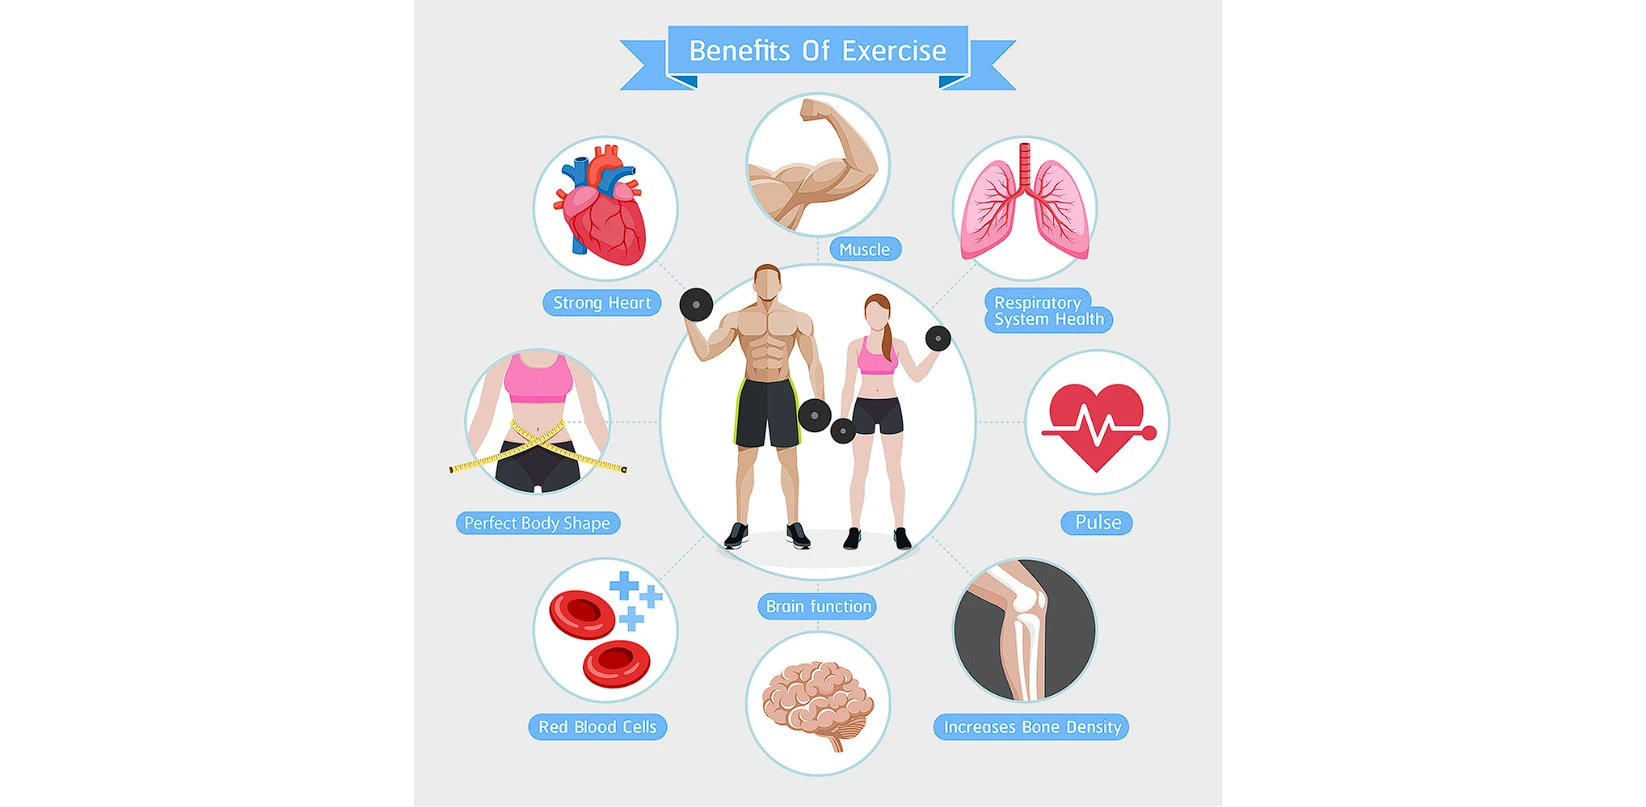 Benefits Of Exercise
Muscle
Strong Heart
Respiratory
System Health
Perfect Body Shape
Pulse
Brain function
Red Blood Cells
Increases Bone Density